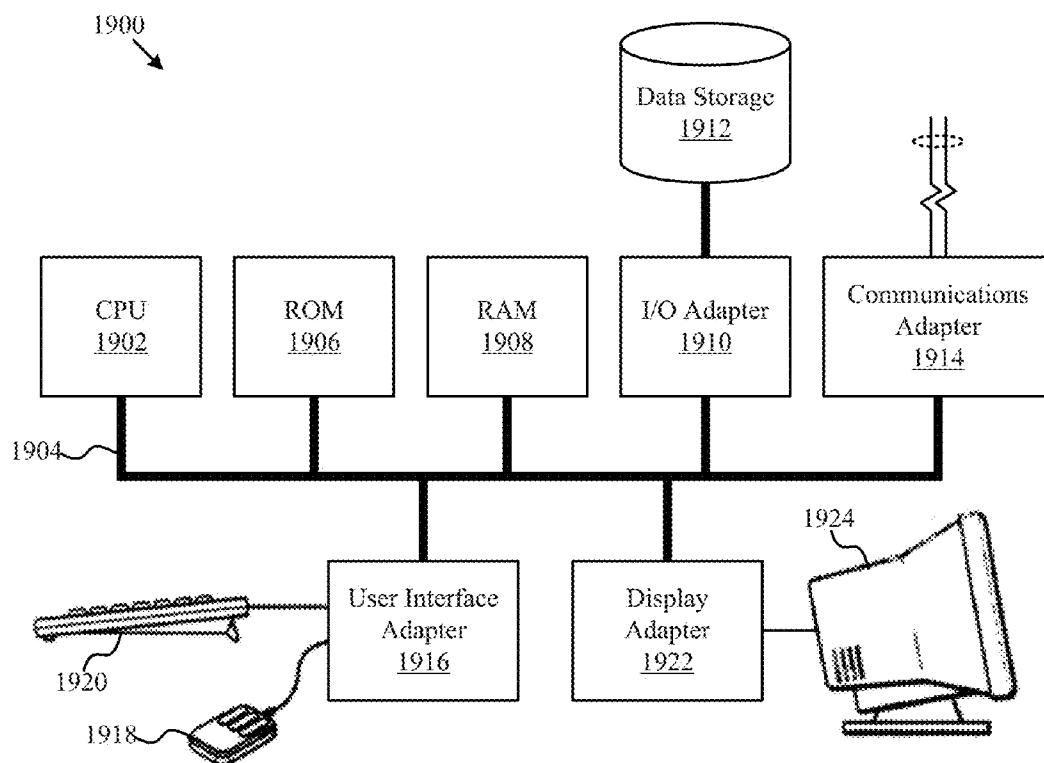 1900
Data Storage
1912
CPU
1902
ROM
1906
RAM
1908
I/O Adapter
1910
Communications
Adapter
1914
1904
1924
User Interface
Adapter
1916
Display
Adapter
1922
1920
1918